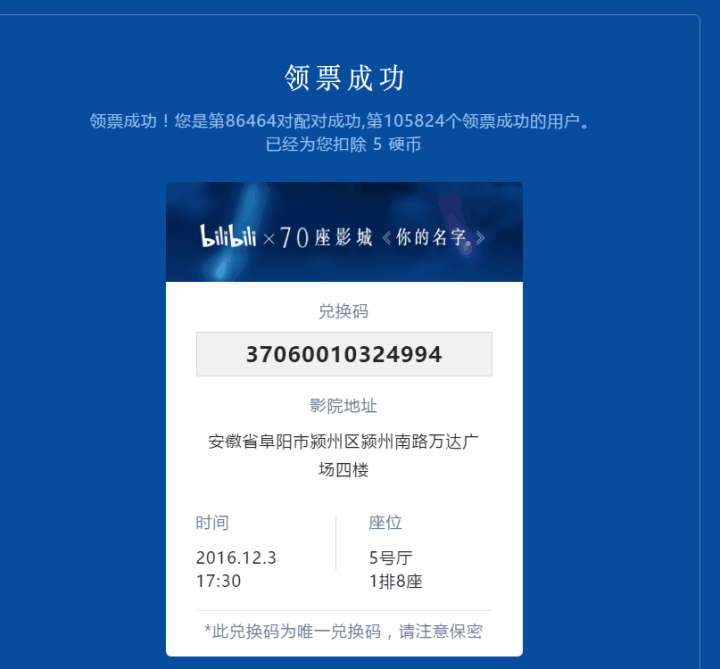 领票成功
领票成功！您是第86464对配对成功,第105824个领票成功的用户。
已经为您扣除 5 硬币
bilibili × 70座影城《你的名字。》
兑换码
37060010324994
影院地址
安徽省阜阳市颍州区颍州南路万达广
场四楼
时间
2016.12.3
17:30
座位
5号厅
1排8座
*此兑换码为唯一兑换码，请注意保密